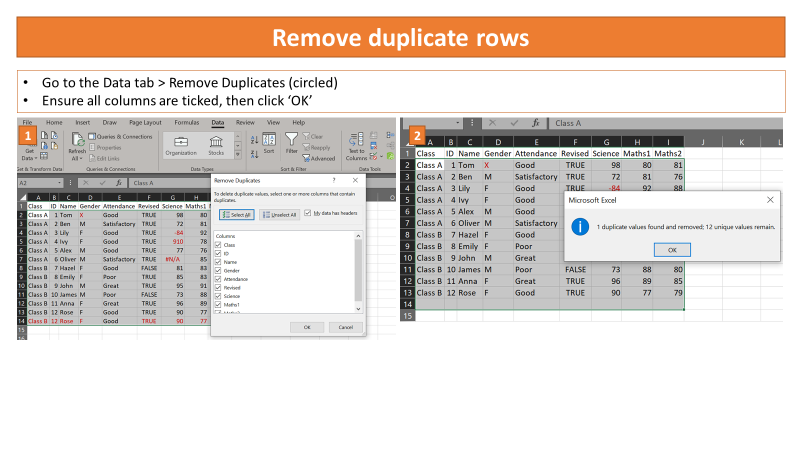 Remove duplicate rows
• Go to the Data tab > Remove Duplicates (circled)
• Ensure all columns are ticked, then click ‘OK’
1
File Home Insert Draw Page Layout Formulas Data Review View Help
Get Data
Refresh All
Queries & Connections
Properties
Edit Links
Organization
Stocks
Sort
Filter
Clear
Reapply
Advanced
Text to Columns
Get & Transform Data Queries & Connections Data Types Sort & Filter Data Tools
A2 fx Class A
A B C D E F G H
1 Class ID Name Gender Attendance Revised Science Maths1
2 Class A 1 Tom X Good TRUE 98 80
3 Class A 2 Ben M Satisfactory TRUE 72 81
4 Class A 3 Lily F Good TRUE -84 92
5 Class A 4 Ivy F Good TRUE 910 78
6 Class A 5 Alex M Good TRUE 77 76
7 Class A 6 Oliver M Satisfactory TRUE #N/A 85
8 Class B 7 Hazel F Good FALSE 81 83
9 Class B 8 Emily F Poor TRUE 85 83
10 Class B 9 John M Great TRUE 95 91
11 Class B 10 James M Poor FALSE 73 88
12 Class B 11 Anna F Great TRUE 96 89
13 Class B 12 Rose F Good TRUE 90 77
14 Class B 12 Rose F Good TRUE 90 77
15
16
Remove Duplicates ? ×
To delete duplicate values, select one or more columns that contain
duplicates.
Select All Unselect All My data has headers
Columns
Class
ID
Name
Gender
Attendance
Revised
Science
Maths1
Maths2
OK Cancel
2
fx Class A
A B C D E F G H I J K L
1 Class ID Name Gender Attendance Revised Science Maths1 Maths2
2 Class A 1 Tom X Good TRUE 98 80 81
3 Class A 2 Ben M Satisfactory TRUE 72 81 76
4 Class A 3 Lily F Good TRUE -84 92 88
5 Class A 4 Ivy F Good
6 Class A 5 Alex M Good
7 Class A 6 Oliver M Satisfactory
8 Class B 7 Hazel F Good
9 Class B 8 Emily F Poor
10 Class B 9 John M Great
11 Class B 10 James M Poor FALSE 73 88 80
12 Class B 11 Anna F Great TRUE 96 89 85
13 Class B 12 Rose F Good TRUE 90 77 79
14
15
Microsoft Excel ×
1 duplicate values found and removed; 12 unique values remain.
OK